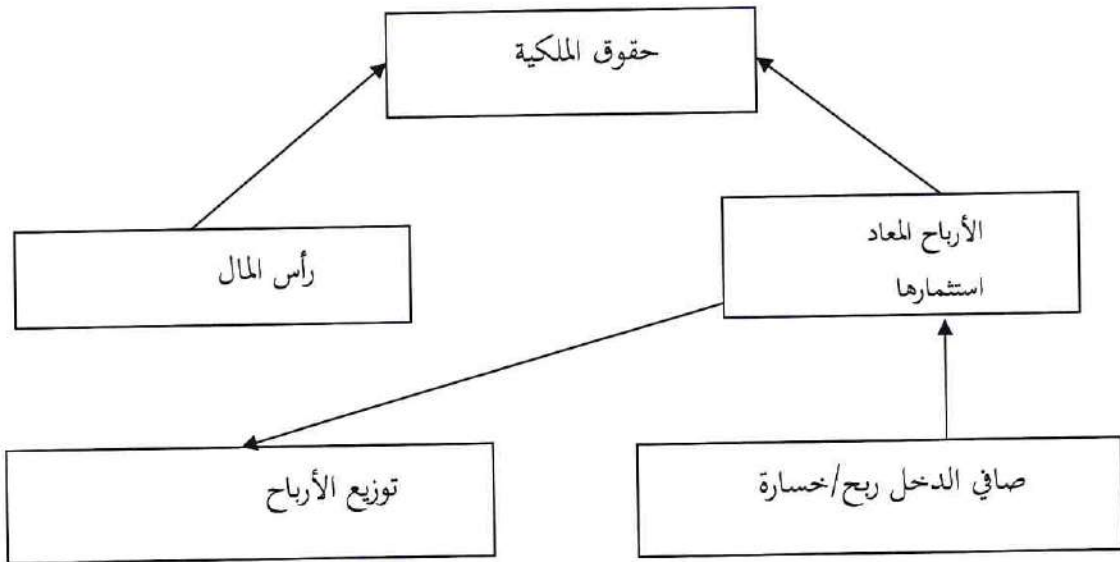 حقوق الملكية
الأرباح المعاد
استثمارها
رأس المال
صافي الدخل ربح/خسارة
توزيع الأرباح